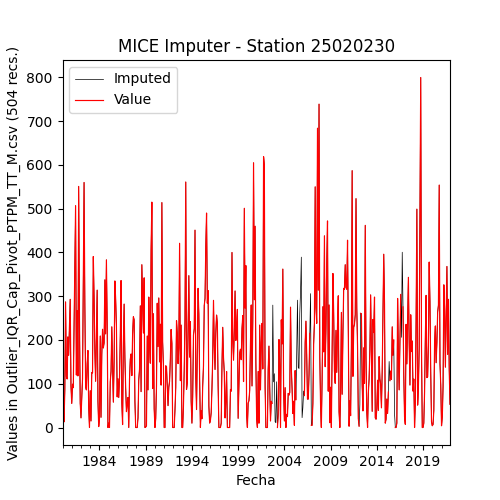 MICE Imputer - Station 25020230
Imputed
Value
Values in Outlier_IQR_Cap_Pivot_PTPM_TT_M.csv (504 recs.)
800
700
600
500
400
300
200
100
0
1984 1989 1994 1999 2004 2009 2014 2019
Fecha